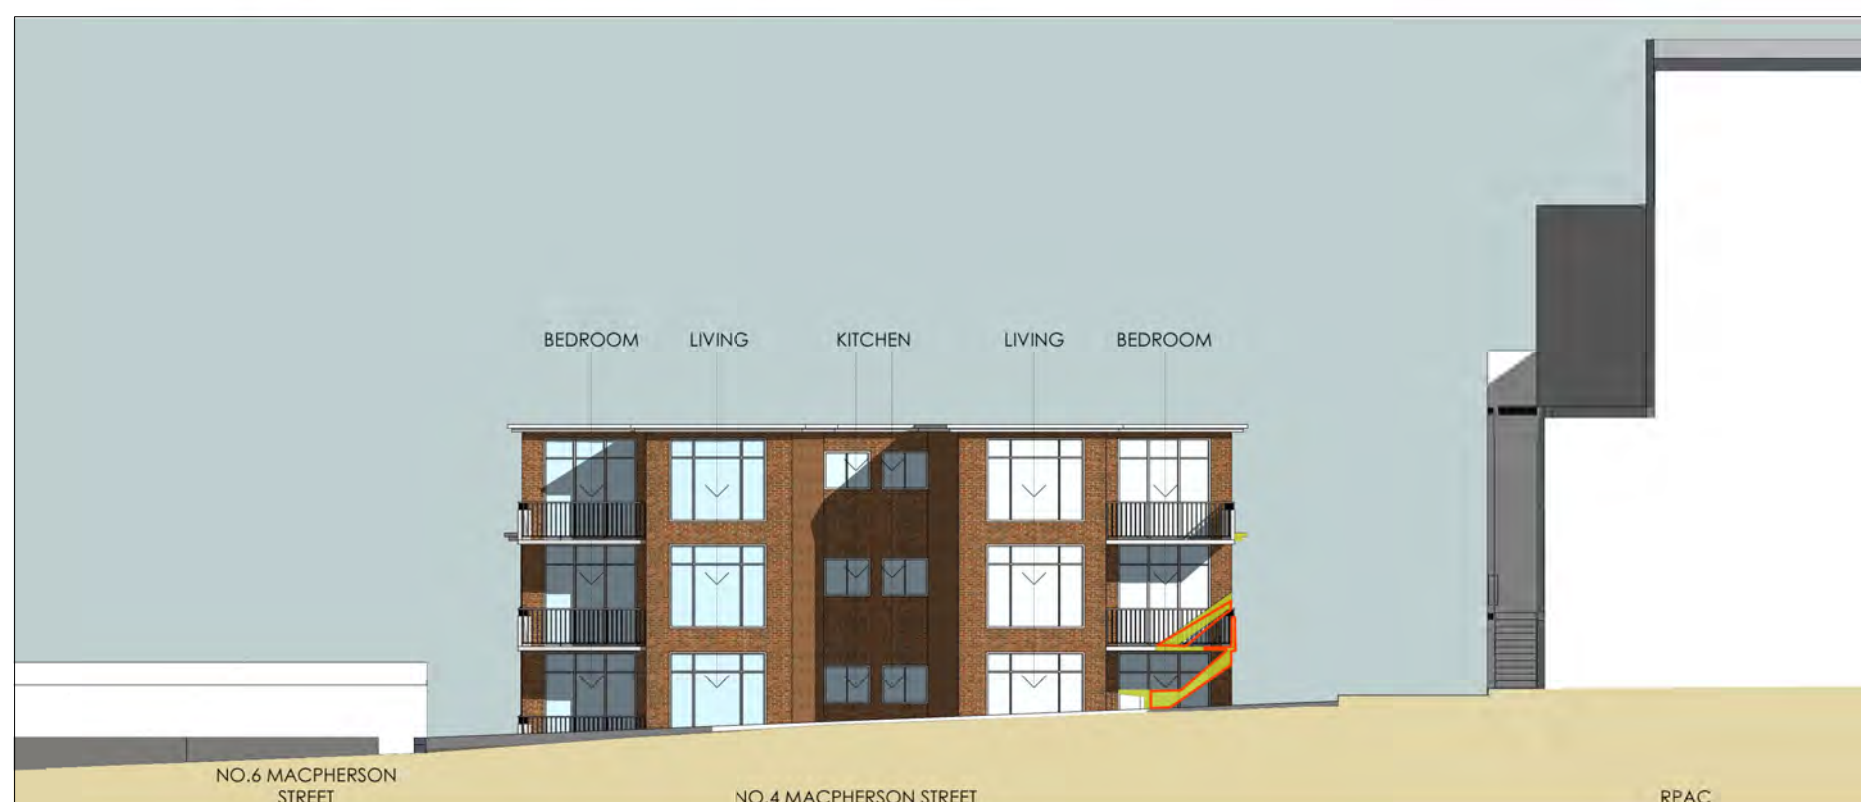 BEDROOM
LIVING
KITCHEN
LIVING
BEDROOM
NO.6 MACPHERSON
STREET
NO.4 MACPHERSON STREET
RPAC